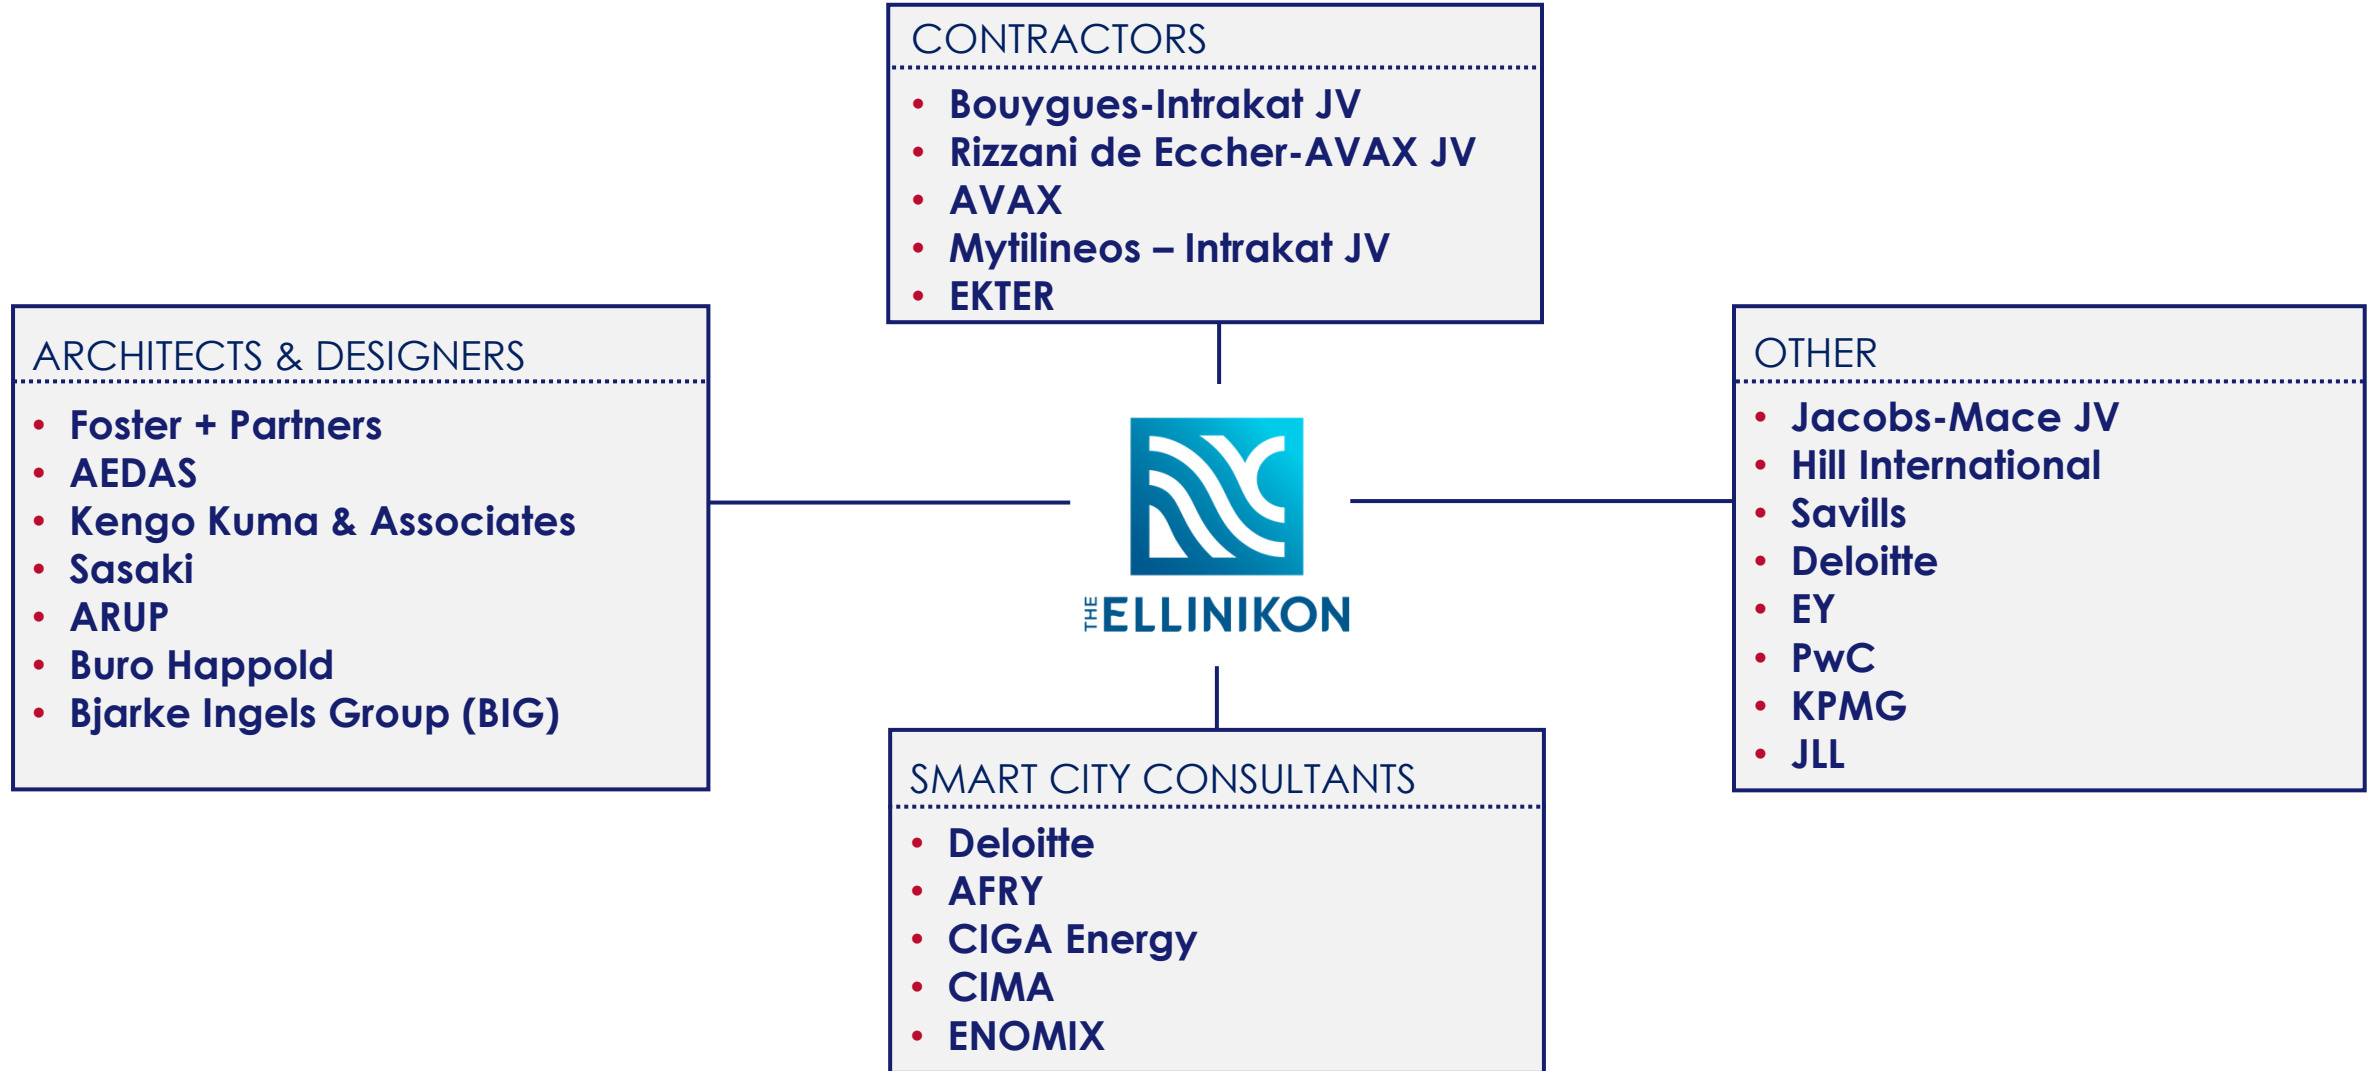 CONTRACTORS
• Bouygues-Intrakat JV
• Rizzani de Eccher-AVAX JV
• AVAX
• Mytilineos – Intrakat JV
• EKTER
ARCHITECTS & DESIGNERS
• Foster + Partners
• AEDAS
• Kengo Kuma & Associates
• Sasaki
• ARUP
• Buro Happold
• Bjarke Ingels Group (BIG)
THE ELLINIKON
OTHER
• Jacobs-Mace JV
• Hill International
• Savills
• Deloitte
• EY
• PwC
• KPMG
• JLL
SMART CITY CONSULTANTS
• Deloitte
• AFRY
• CIGA Energy
• CIMA
• ENOMIX